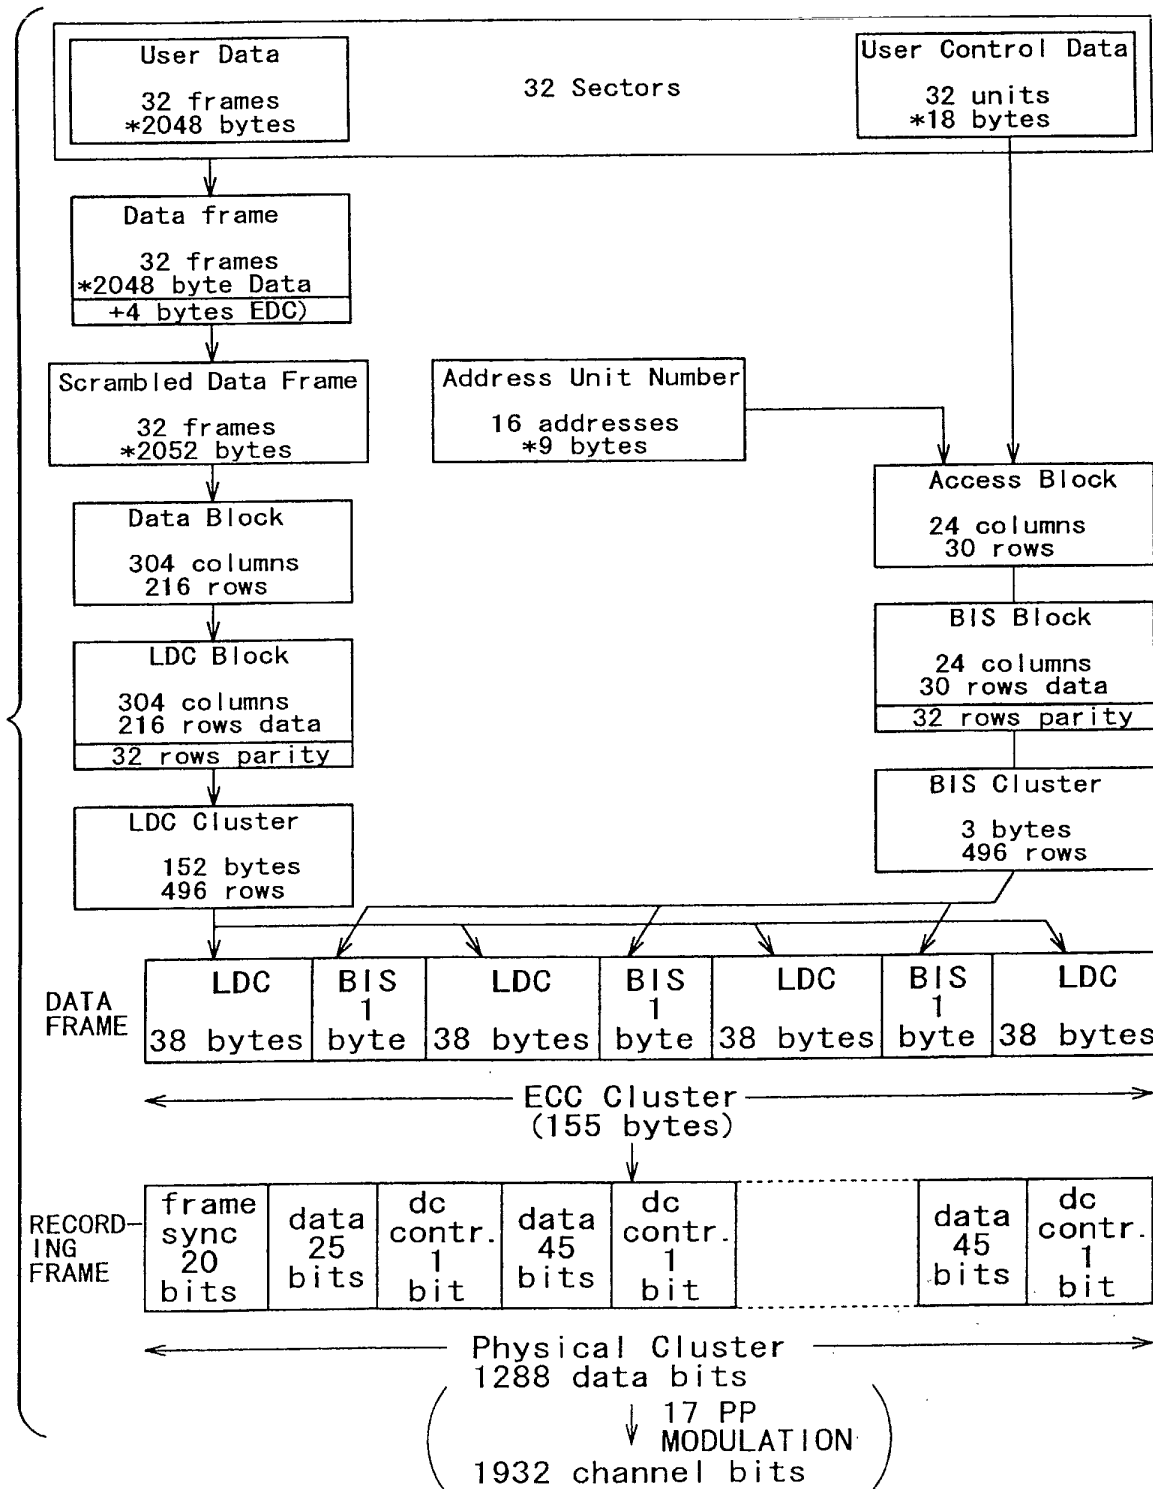 User Data
32 frames
*2048 bytes
32 Sectors
User Control Data
32 units
*18 bytes
Data frame
32 frames
*2048 byte Data
+4 bytes EDC)
Scrambled Data Frame
32 frames
*2052 bytes
Address Unit Number
16 addresses
*9 bytes
Access Block
24 columns
30 rows
Data Block
304 columns
216 rows
BIS Block
24 columns
30 rows data
32 rows parity
LDC Block
304 columns
216 rows data
32 rows parity
BIS Cluster
3 bytes
496 rows
LDC Cluster
152 bytes
496 rows
DATA
FRAME
LDC
38 bytes
BIS
1
byte
LDC
38 bytes
BIS
1
byte
LDC
38 bytes
BIS
1
byte
LDC
38 bytes
ECC Cluster
(155 bytes)
RECORD-
ING
FRAME
frame
sync
20
bits
data
25
bits
dc
contr.
1
bit
data
45
bits
dc
contr.
1
bit
data
45
bits
dc
contr.
1
bit
Physical Cluster
1288 data bits
17 PP
MODULATION
1932 channel bits